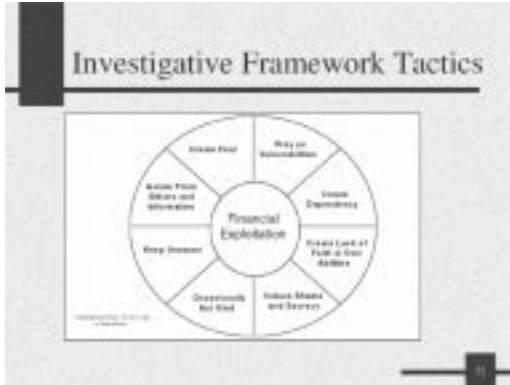 Investigative Framework Tactics
Create Fear
Prey on
Vulnerabilities
Isolate From
Others and
Information
Create
Dependency
Financial
Exploitation
Keep Unaware
Create Lack of
Faith in Own
Abilities
Occasionally
Act Kind
Induce Shame
and Secrecy